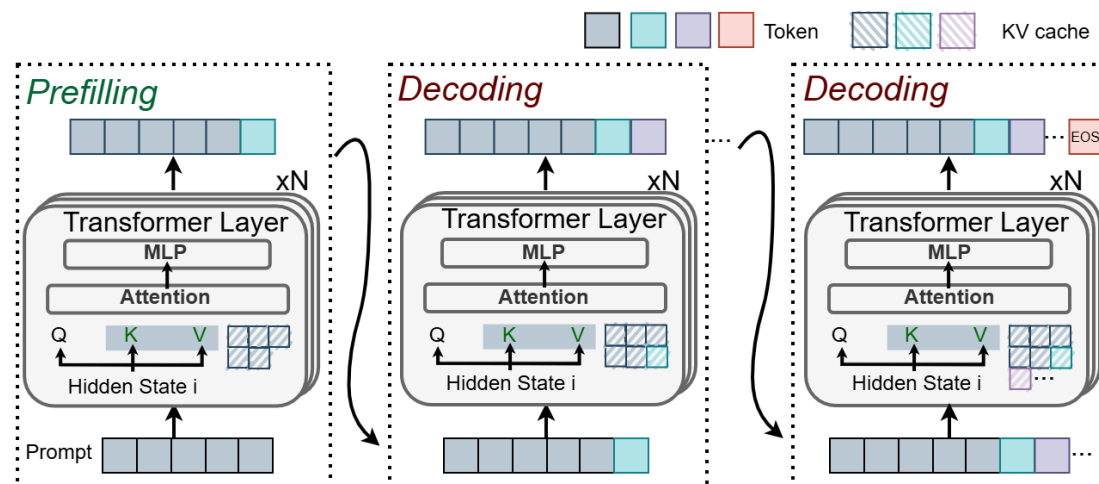 Token
KV cache
Prefilling
xN
Transformer Layer
MLP
Attention
Q K V
Hidden State i
Prompt
Decoding
...
xN
Transformer Layer
MLP
Attention
Q K V
Hidden State i
Decoding
... EOS
xN
Transformer Layer
MLP
Attention
Q K V
...
Hidden State i
...